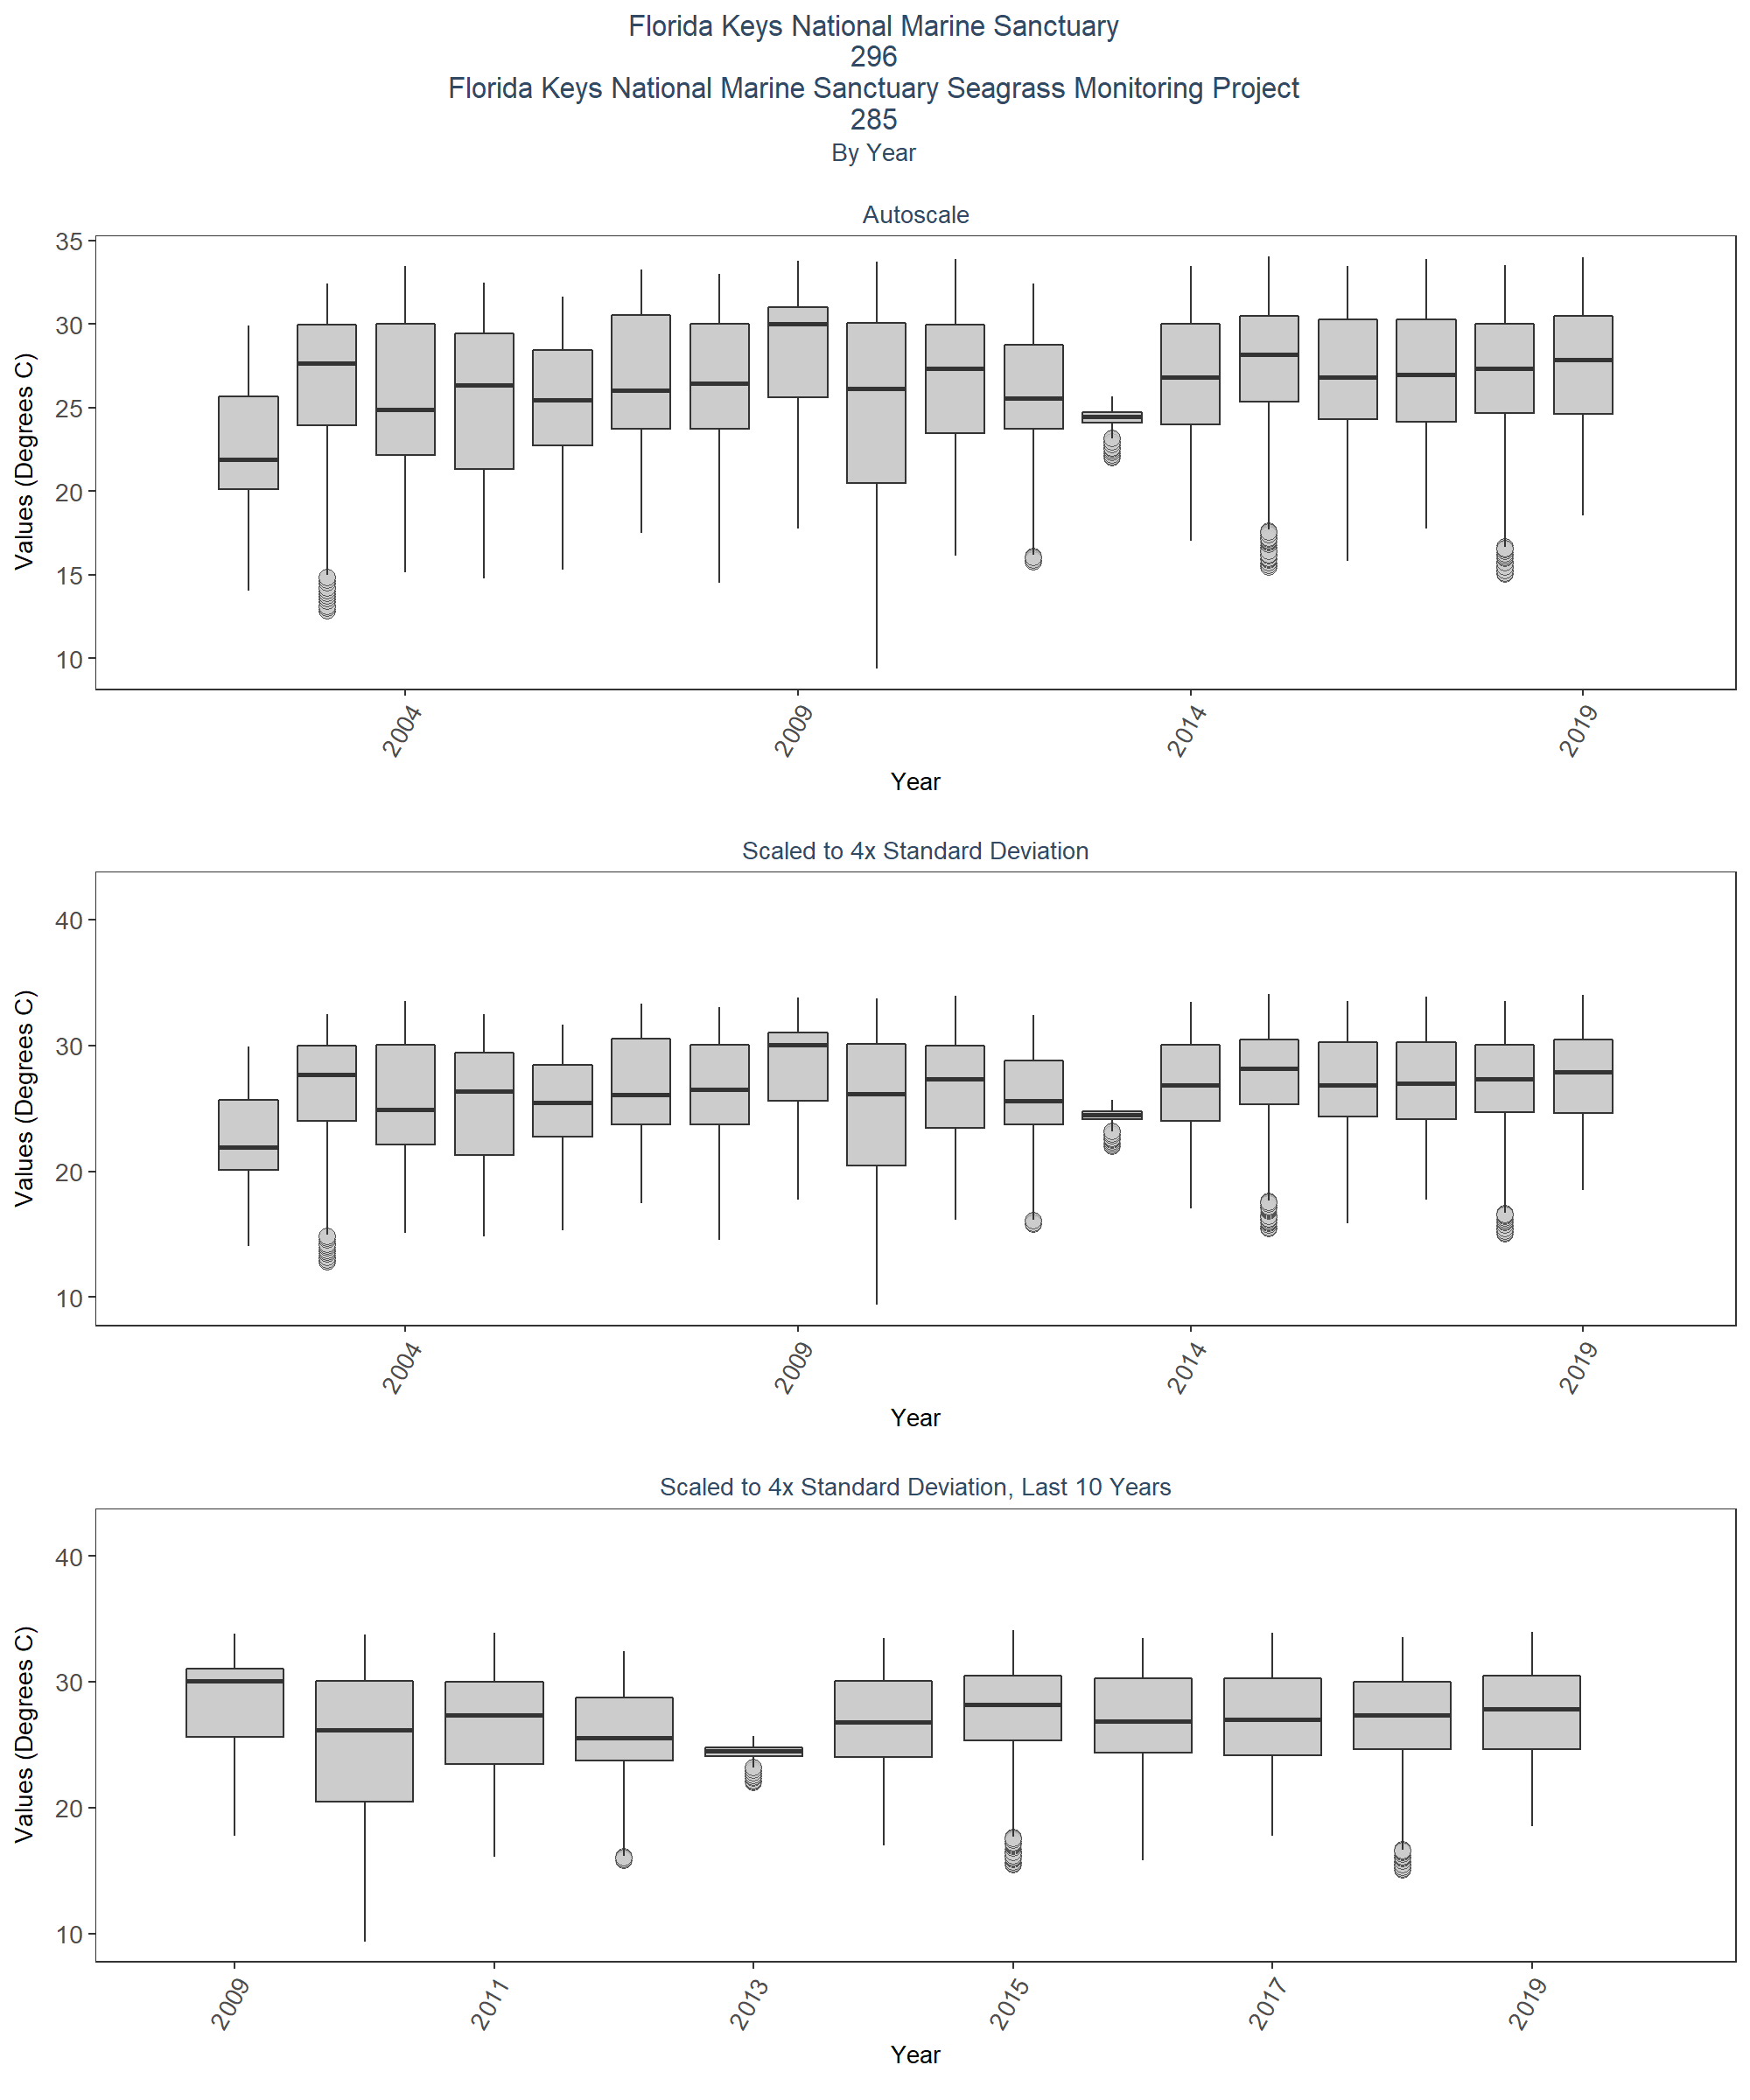 Florida Keys National Marine Sanctuary
296
Florida Keys National Marine Sanctuary Seagrass Monitoring Project
285
By Year
Autoscale
Values (Degrees C)
35
30
25
20
15
10
2004
2009
2014
2019
Year
Scaled to 4x Standard Deviation
Values (Degrees C)
40
30
20
10
2004
2009
2014
2019
Year
Scaled to 4x Standard Deviation, Last 10 Years
Values (Degrees C)
40
30
20
10
2009
2011
2013
2015
2017
2019
Year